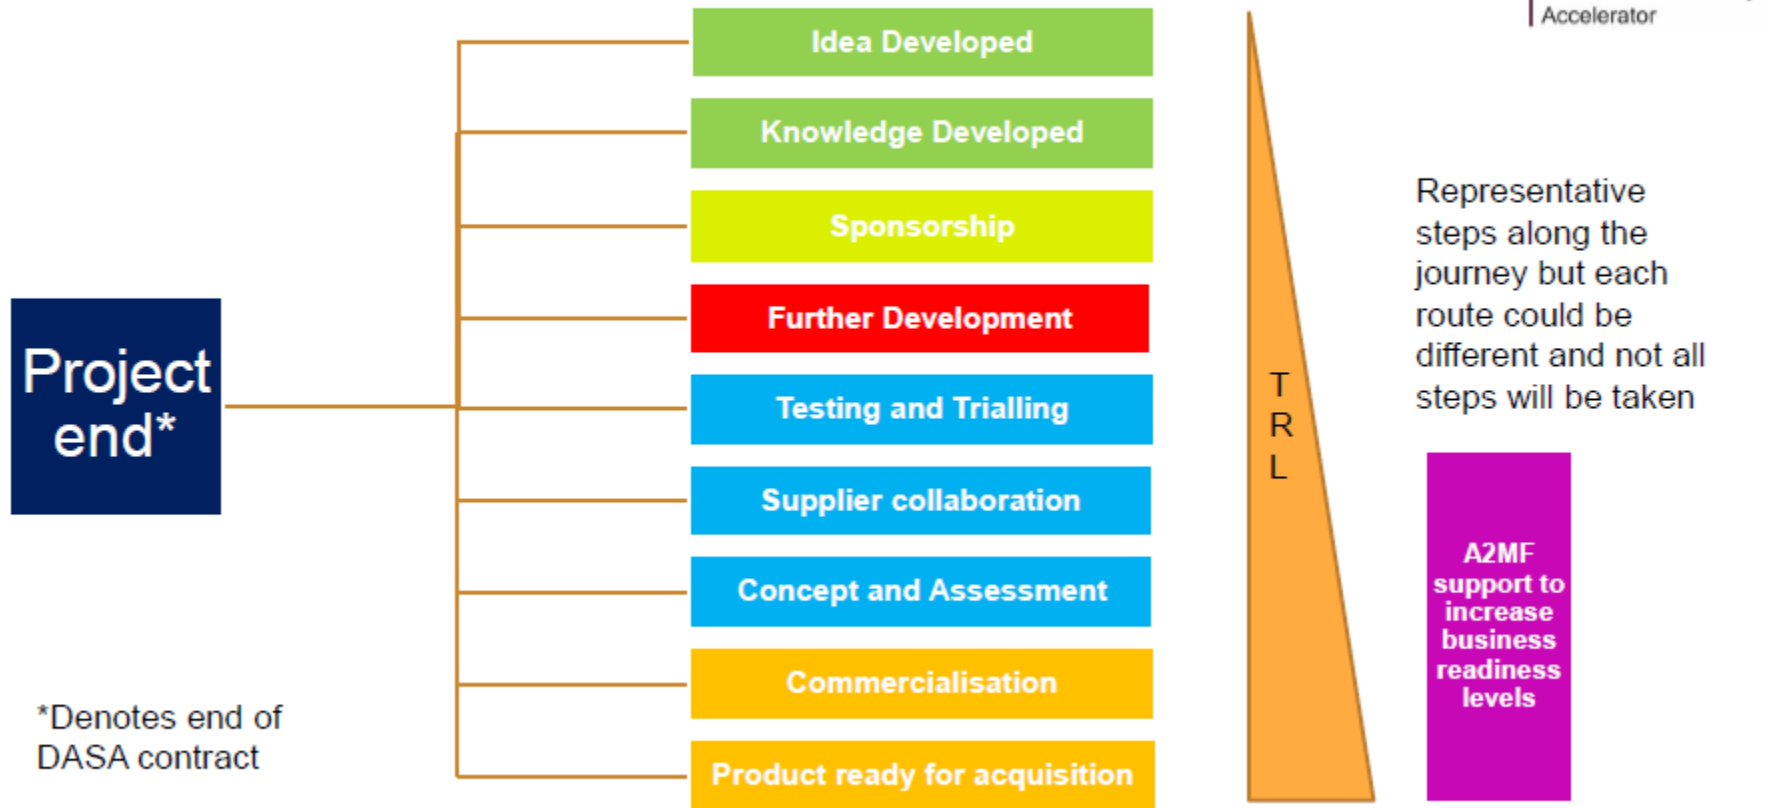 Accelerator
Idea Developed
Knowledge Developed
Sponsorship
Further Development
Testing and Trialling
Supplier collaboration
Concept and Assessment
Commercialisation
Product ready for acquisition
Project
end*
*Denotes end of
DASA contract
T
R
L
Representative
steps along the
journey but each
route could be
different and not all
steps will be taken
A2MF
support to
increase
business
readiness
levels